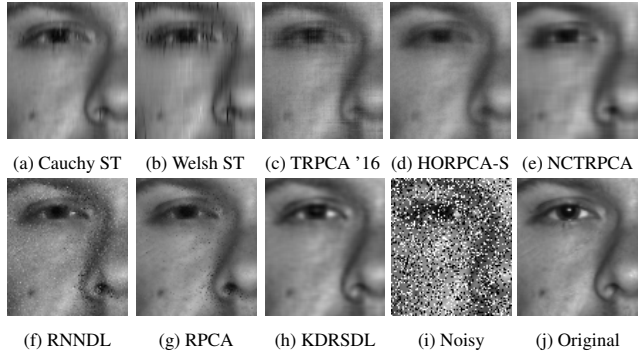 (a) Cauchy ST (b) Welsh ST (c) TRPCA '16 (d) HORPCA-S (e) NCTRPCA
(f) RNNDL (g) RPCA (h) KDRSDL (i) Noisy (j) Original